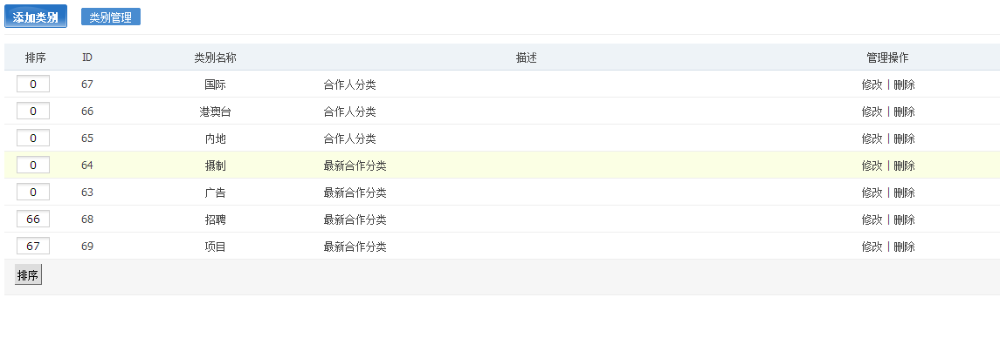 添加类别 类别管理
排序 ID 类别名称 描述 管理操作
0 67 国际 合作人分类 修改 | 删除
0 66 港澳台 合作人分类 修改 | 删除
0 65 内地 合作人分类 修改 | 删除
0 64 摄制 最新合作分类 修改 | 删除
0 63 广告 最新合作分类 修改 | 删除
66 68 招聘 最新合作分类 修改 | 删除
67 69 项目 最新合作分类 修改 | 删除
排序